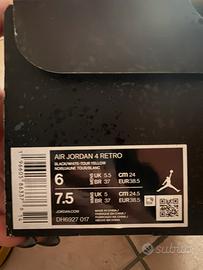 AIR JORDAN 4 RETRO
BLACK/WHITE-TOUR YELLOW
NOIR/JAUNE TOUR/BLANC
6 UK 5.5 CM 24
BR 37 EUR 38.5
7.5 UK 5 CM 24.5
BR 37 EUR 38.5
JORDAN.COM
DH6927 017
Subito